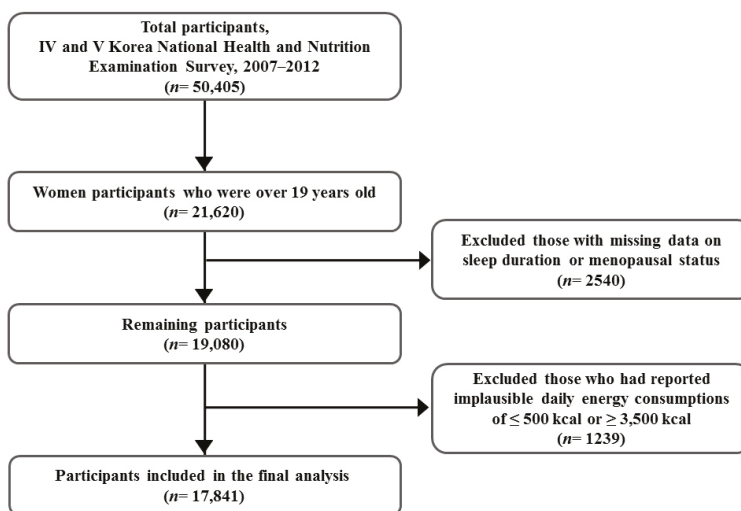 Total participants,
IV and V Korea National Health and Nutrition
Examination Survey, 2007–2012
(n= 50,405)
Women participants who were over 19 years old
(n= 21,620)
Excluded those with missing data on
sleep duration or menopausal status
(n= 2540)
Remaining participants
(n= 19,080)
Excluded those who had reported
implausible daily energy consumptions
of ≤ 500 kcal or ≥ 3,500 kcal
(n= 1239)
Participants included in the final analysis
(n= 17,841)